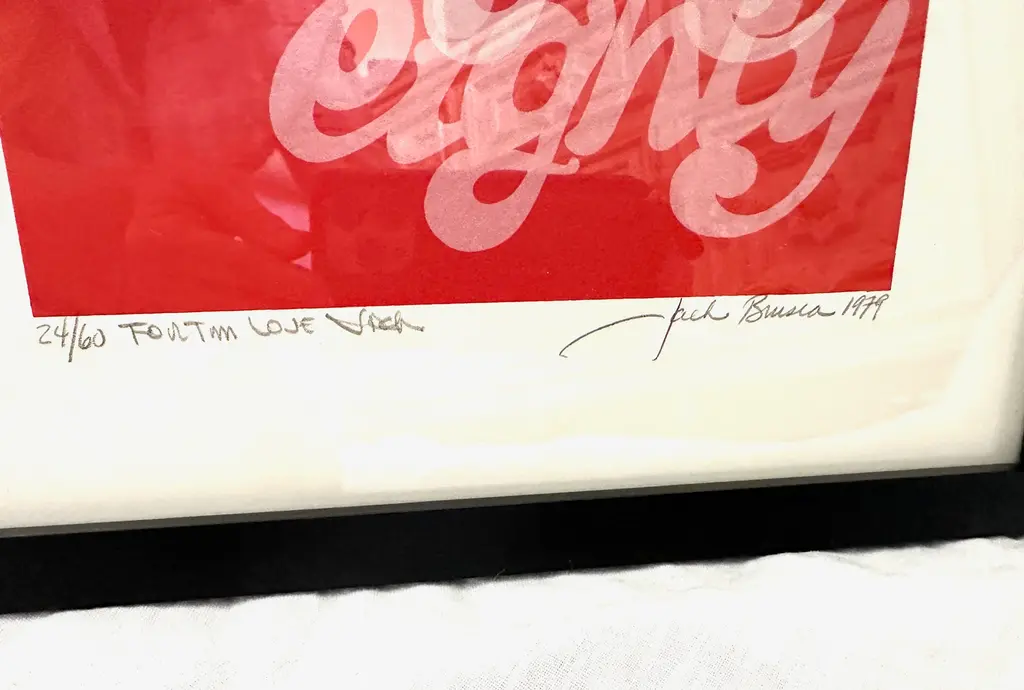 eighty
24/60 FOR TIM LOVE Jack Jack Brusca 1979